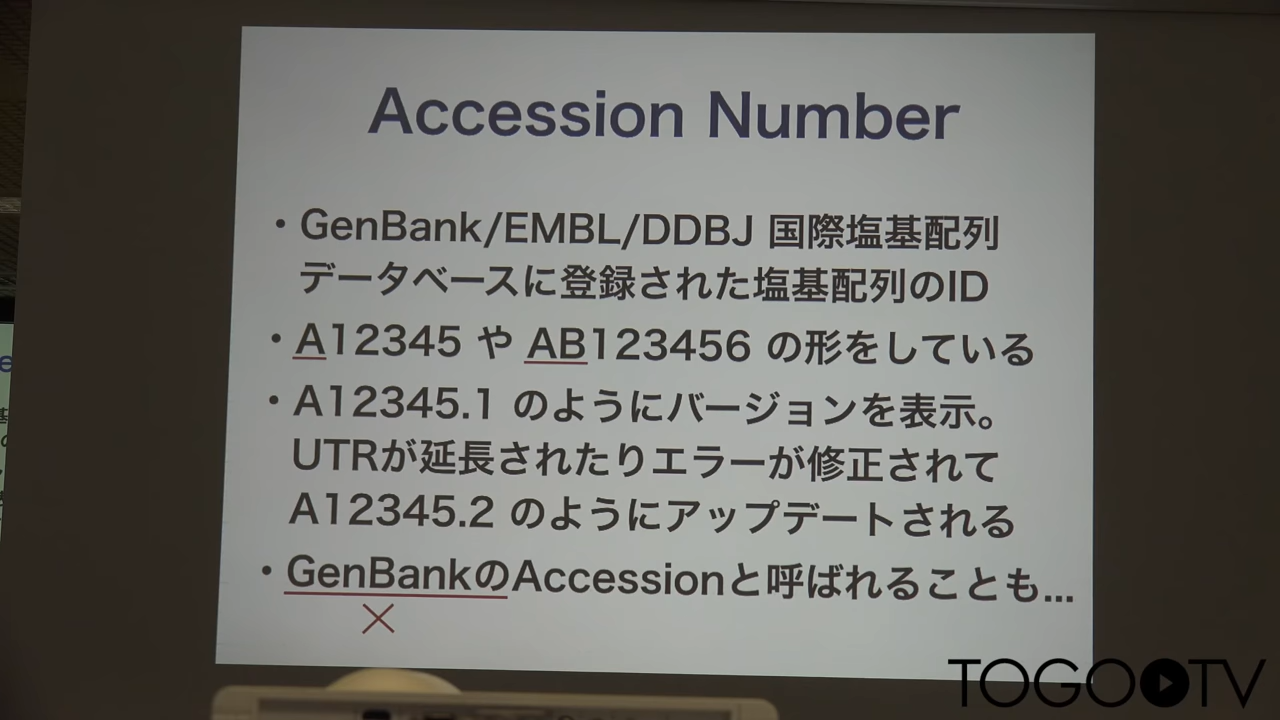 Accession Number
・GenBank/EMBL/DDBJ 国際塩基配列
データベースに登録された塩基配列のID
・A12345 や AB123456 の形をしている
・A12345.1 のようにバージョンを表示。
UTRが延長されたりエラーが修正されて
A12345.2 のようにアップデートされる
・GenBankのAccessionと呼ばれることも...
×
TOGOTV